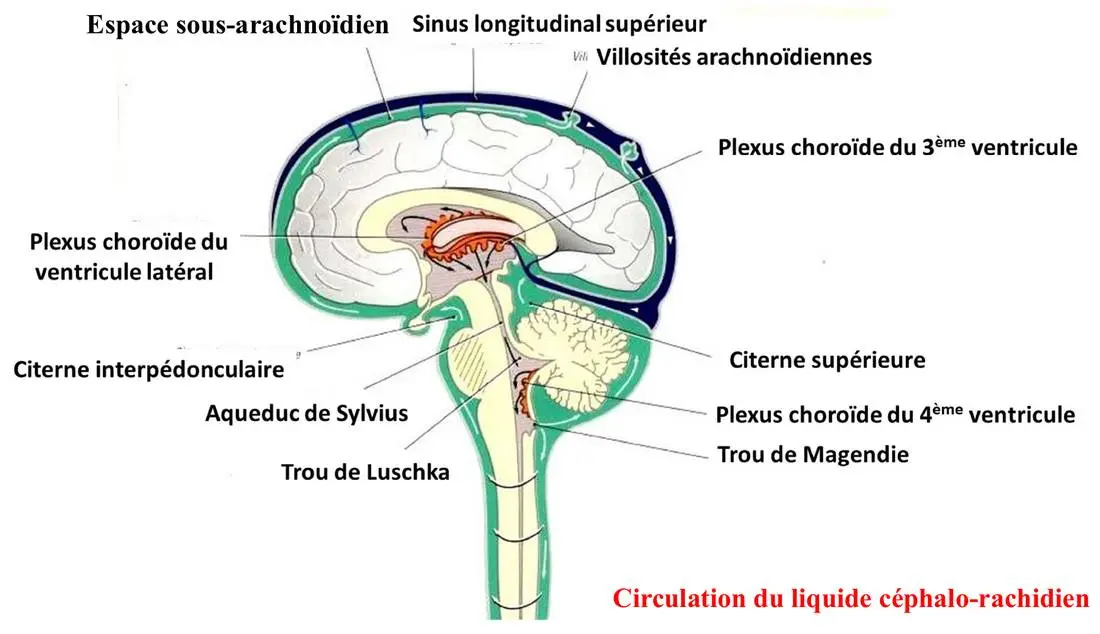 Espace sous-arachnoïdien
Sinus longitudinal supérieur
Vill
Villosités arachnoïdiennes
Plexus choroïde du 3ème ventricule
Plexus choroïde du
ventricule latéral
Citerne interpédonculaire
Citerne supérieure
Aqueduc de Sylvius
Plexus choroïde du 4ème ventricule
Trou de Magendie
Trou de Luschka
Circulation du liquide céphalo-rachidien